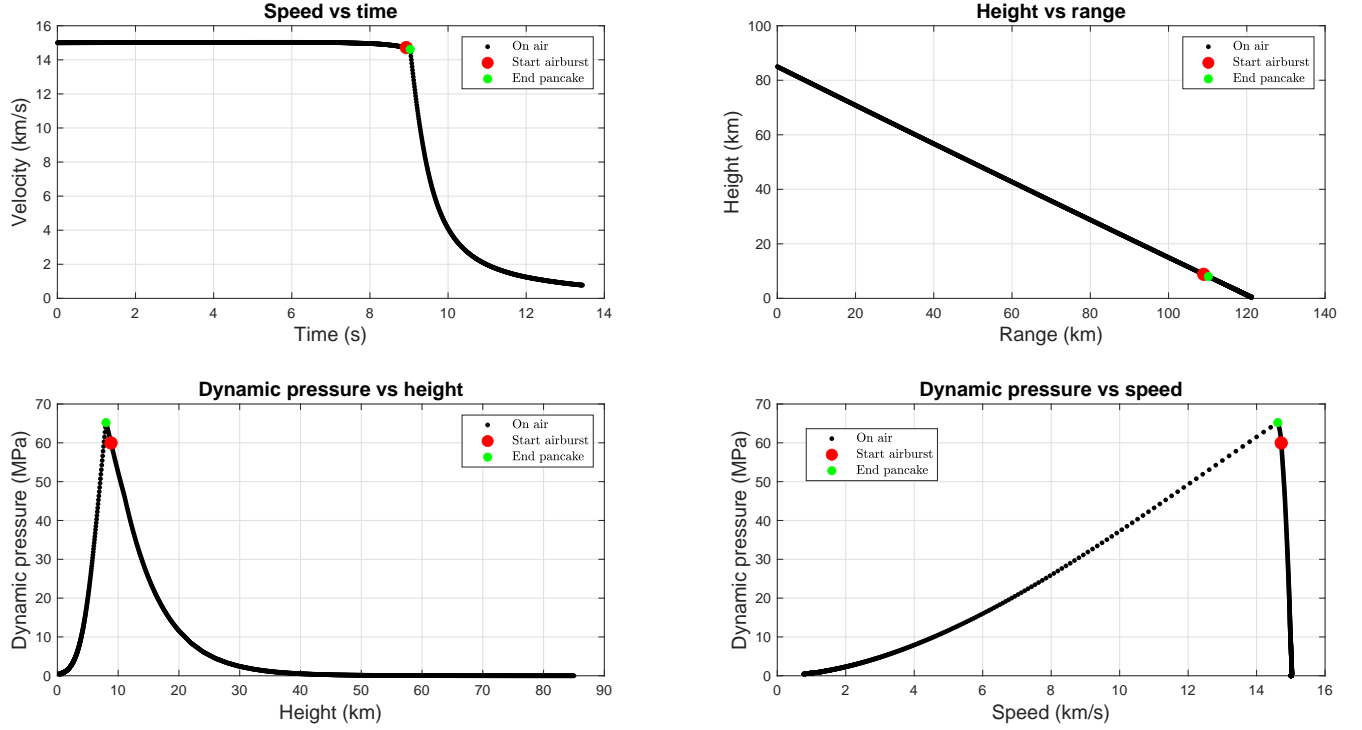 Speed vs time
16
14
12
10
8
6
4
2
0
Velocity (km/s)
0 2 4 6 8 10 12 14
Time (s)
On air
Start airburst
End pancake
Height vs range
100
80
60
40
20
0
Height (km)
0 20 40 60 80 100 120 140
Range (km)
On air
Start airburst
End pancake
Dynamic pressure vs height
70
60
50
40
30
20
10
0
Dynamic pressure (MPa)
0 10 20 30 40 50 60 70 80 90
Height (km)
On air
Start airburst
End pancake
Dynamic pressure vs speed
70
60
50
40
30
20
10
0
Dynamic pressure (MPa)
0 2 4 6 8 10 12 14 16
Speed (km/s)
On air
Start airburst
End pancake